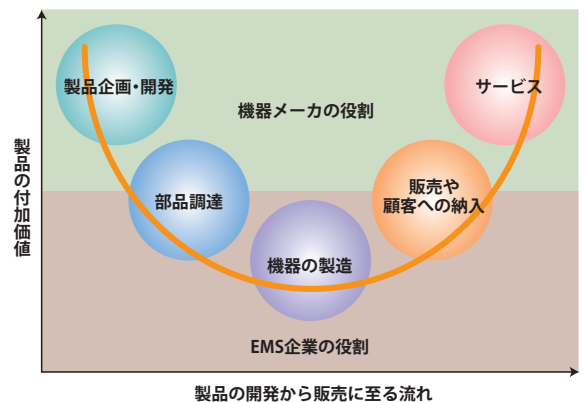 製品企画・開発
サービス
機器メーカの役割
製品の付加価値
部品調達
販売や
顧客への納入
機器の製造
EMS企業の役割
製品の開発から販売に至る流れ